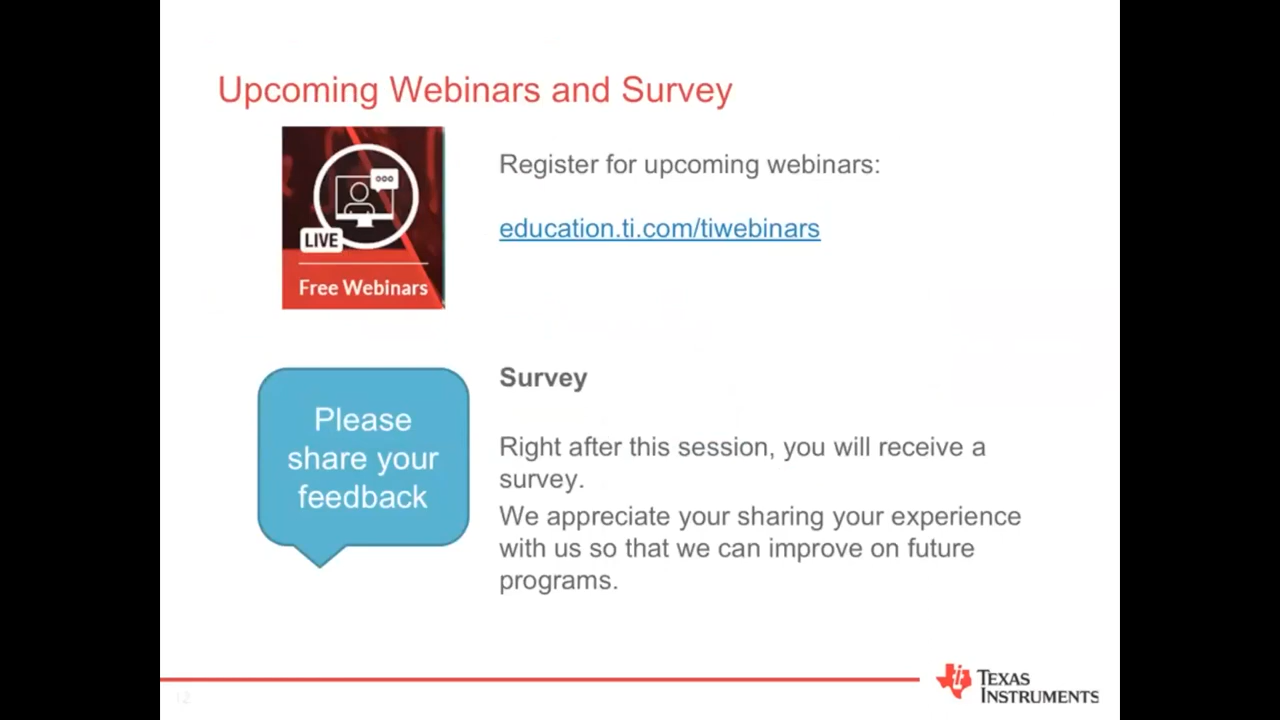 Upcoming Webinars and Survey
LIVE
Free Webinars
Register for upcoming webinars:
education.ti.com/tiwebinars
Please
share your
feedback
Survey
Right after this session, you will receive a
survey.
We appreciate your sharing your experience
with us so that we can improve on future
programs.
12
TEXAS
INSTRUMENTS